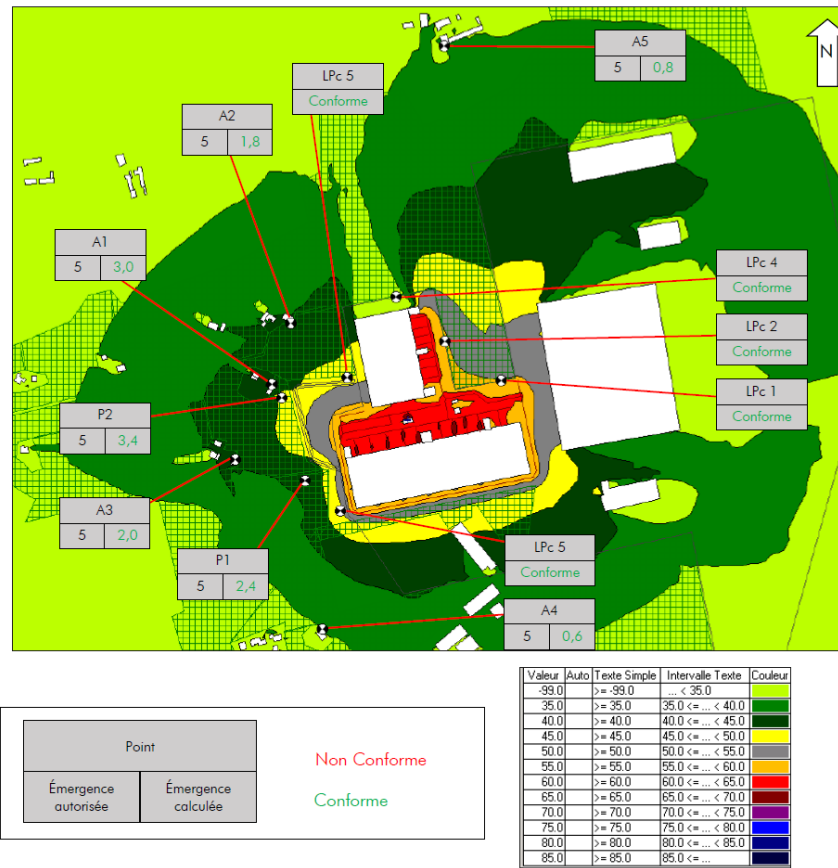 A5
5 0,8
N
LPc 5
Conforme
A2
5 1,8
A1
5 3,0
LPc 4
Conforme
LPc 2
Conforme
LPc 1
Conforme
P2
5 3,4
A3
5 2,0
P1
5 2,4
LPc 5
Conforme
A4
5 0,6
Point
Émergence autorisée
Émergence calculée
Non Conforme
Conforme
Valeur Auto Texte Simple Intervalle Texte Couleur
-99.0 >= -99.0 ... < 35.0
35.0 >= 35.0 35.0 <= ... < 40.0
40.0 >= 40.0 40.0 <= ... < 45.0
45.0 >= 45.0 45.0 <= ... < 50.0
50.0 >= 50.0 50.0 <= ... < 55.0
55.0 >= 55.0 55.0 <= ... < 60.0
60.0 >= 60.0 60.0 <= ... < 65.0
65.0 >= 65.0 65.0 <= ... < 70.0
70.0 >= 70.0 70.0 <= ... < 75.0
75.0 >= 75.0 75.0 <= ... < 80.0
80.0 >= 80.0 80.0 <= ... < 85.0
85.0 >= 85.0 85.0 <= ...